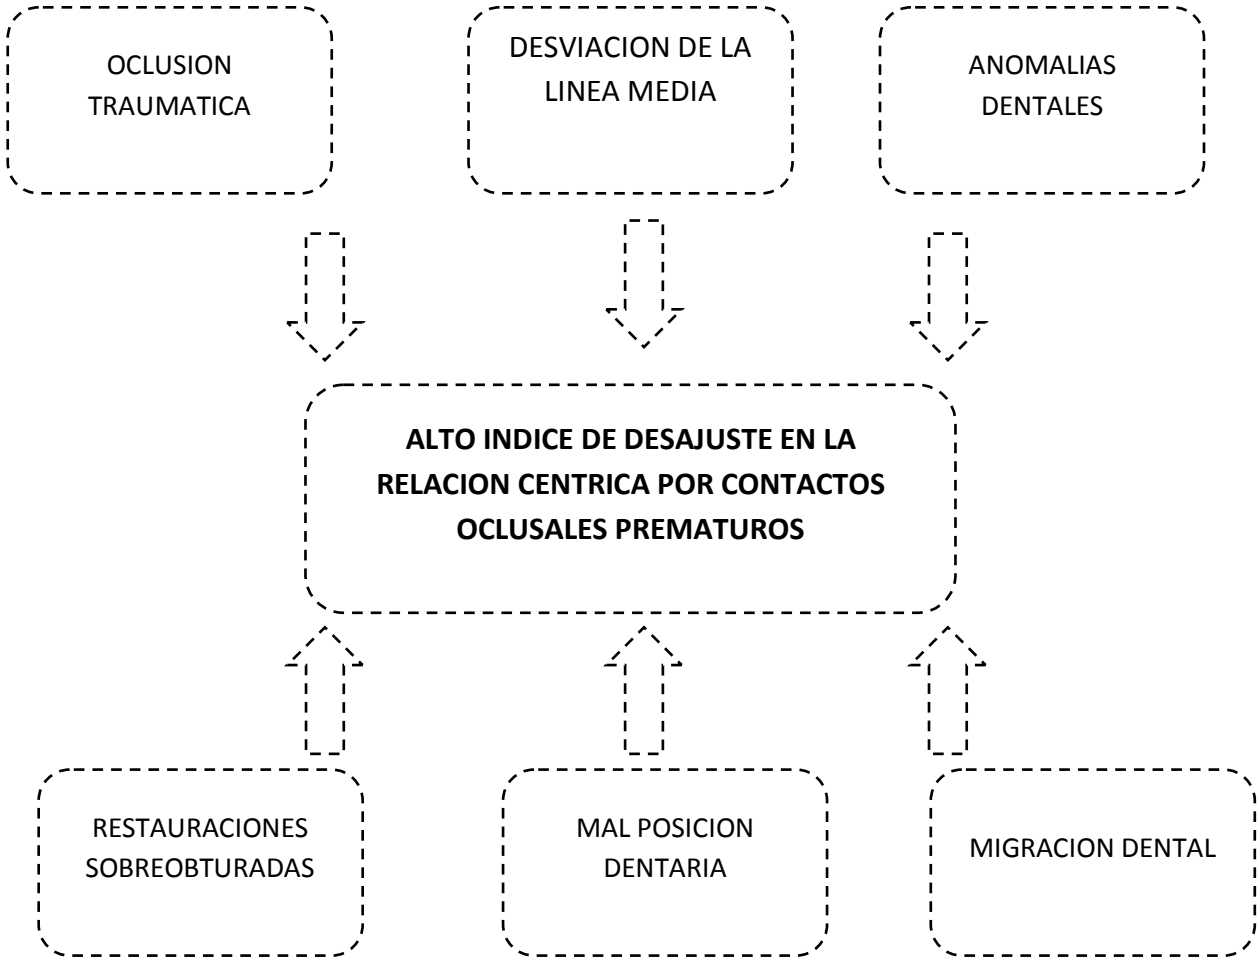 OCLUSION
TRAUMATICA
DESVIACION DE LA
LINEA MEDIA
ANOMALIAS
DENTALES
ALTO INDICE DE DESAJUSTE EN LA
RELACION CENTRICA POR CONTACTOS
OCLUSALES PREMATUROS
RESTAURACIONES
SOBREOBTURADAS
MAL POSICION
DENTARIA
MIGRACION DENTAL